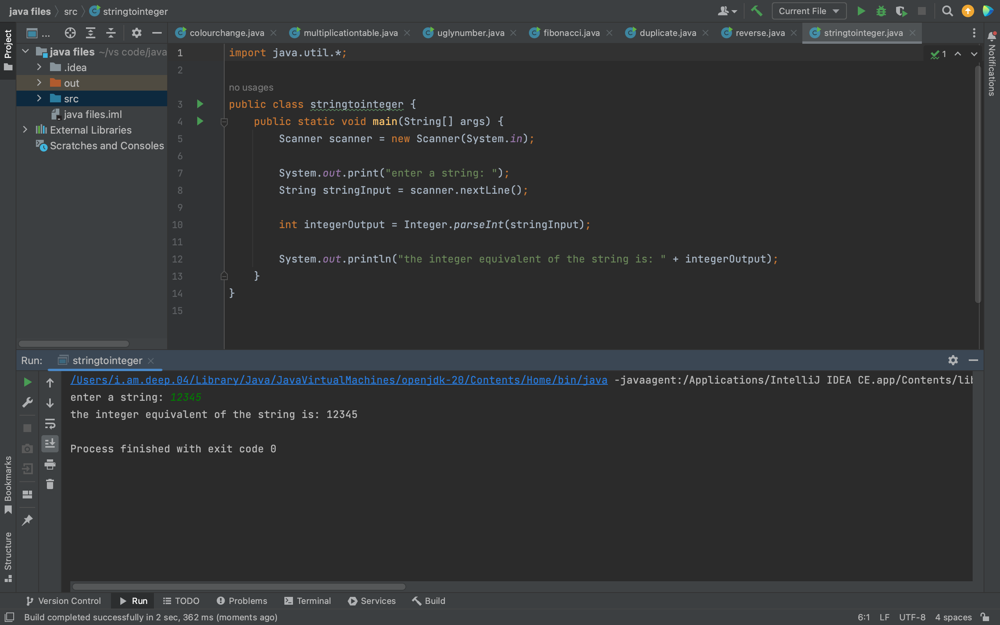 java files src stringtointeger
Current File
Project
...
colourchange.java multiplicationtable.java uglynumber.java fibonacci.java duplicate.java reverse.java stringtointeger.java
Notifications
java files ~/vs code/java
.idea
out
src
java files.iml
External Libraries
Scratches and Consoles
1
1 import java.util.*;
2
no usages
3 public class stringtointeger {
4 public static void main(String[] args) {
5 Scanner scanner = new Scanner(System.in);
6
7 System.out.print("enter a string: ");
8 String stringInput = scanner.nextLine();
9
10 int integerOutput = Integer.parseInt(stringInput);
11
12 System.out.println("the integer equivalent of the string is: " + integerOutput);
13 }
14 }
15
Run: stringtointeger
/Users/i.am.deep.04/Library/Java/JavaVirtualMachines/openjdk-20/Contents/Home/bin/java -javaagent:/Applications/IntelliJ IDEA CE.app/Contents/lib
enter a string: 12345
the integer equivalent of the string is: 12345
Process finished with exit code 0
Bookmarks
Structure
Version Control Run TODO Problems Terminal Services Build
Build completed successfully in 2 sec, 362 ms (moments ago)
6:1 LF UTF-8 4 spaces